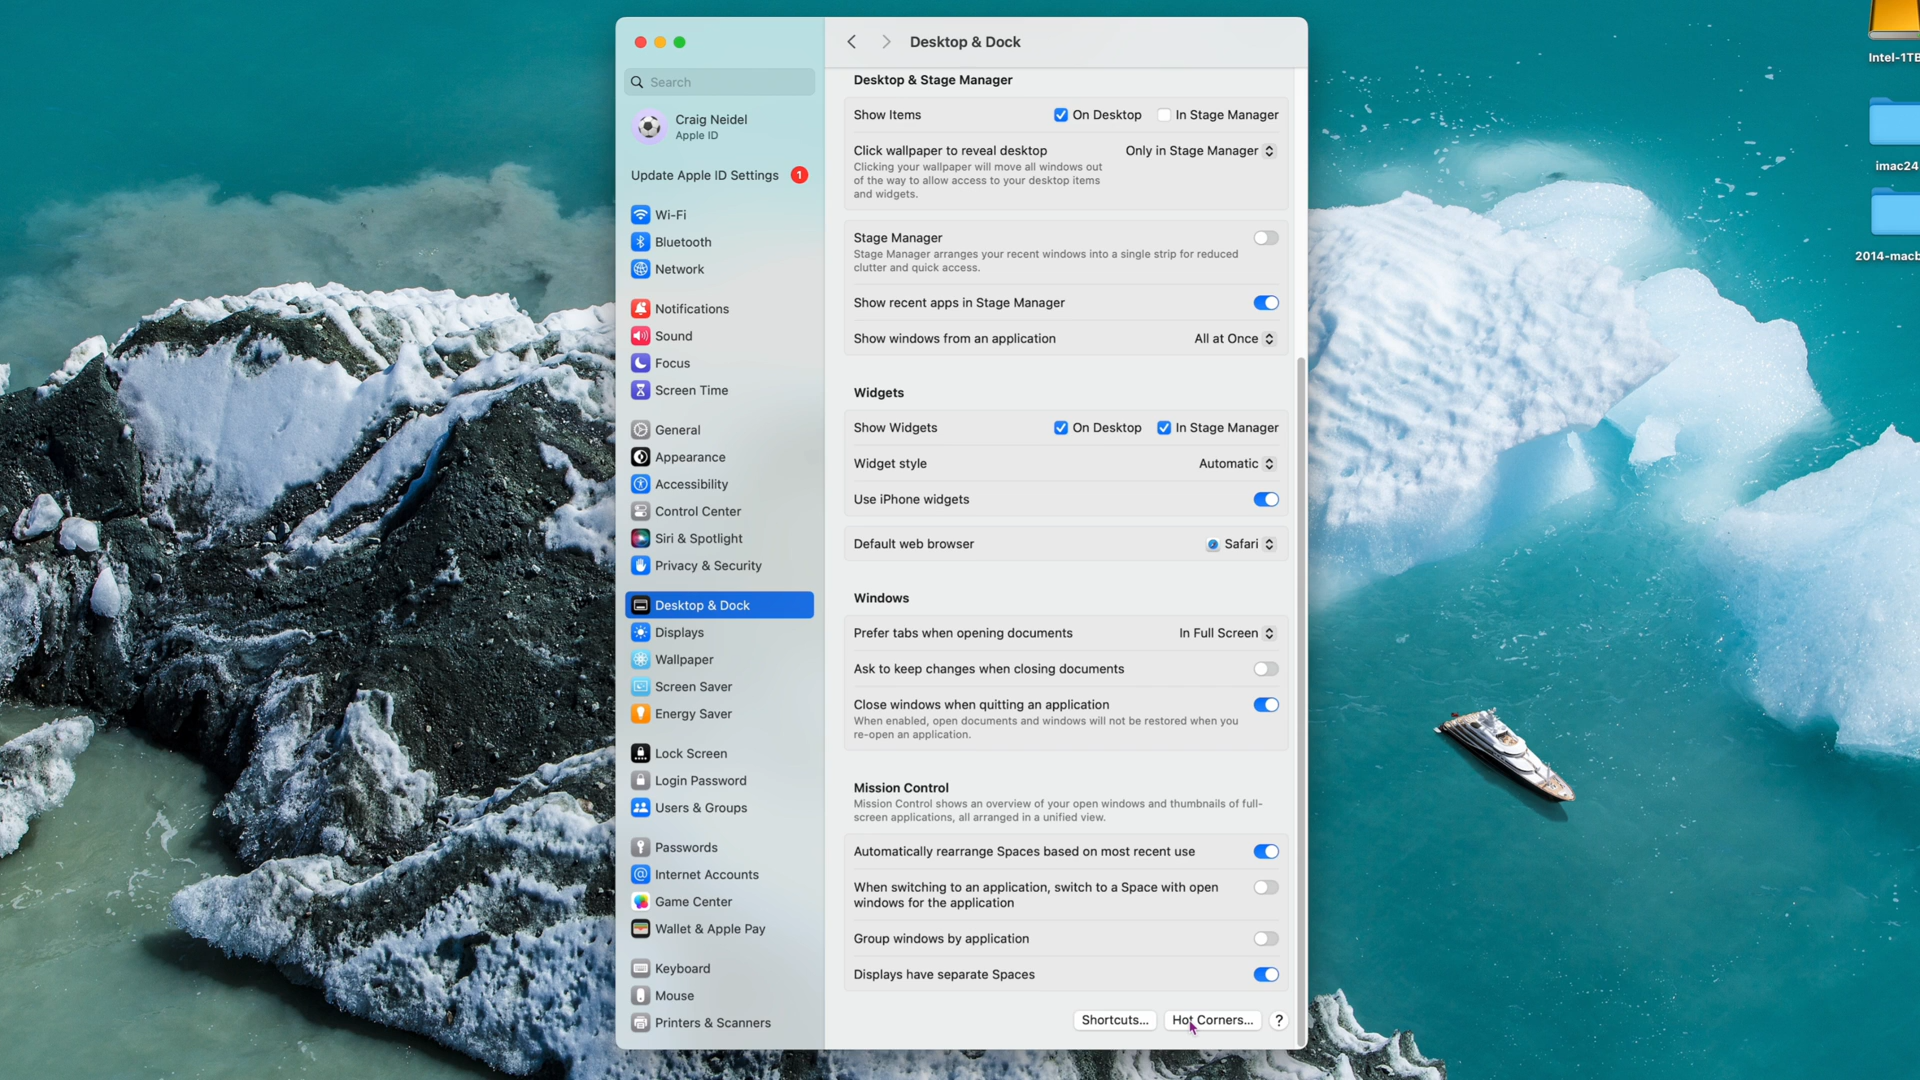 Desktop & Dock
Search
Craig Neidel
Apple ID
Update Apple ID Settings 1
Wi-Fi
Bluetooth
Network
Notifications
Sound
Focus
Screen Time
General
Appearance
Accessibility
Control Center
Siri & Spotlight
Privacy & Security
Desktop & Dock
Displays
Wallpaper
Screen Saver
Energy Saver
Lock Screen
Login Password
Users & Groups
Passwords
Internet Accounts
Game Center
Wallet & Apple Pay
Keyboard
Mouse
Printers & Scanners
Desktop & Stage Manager
Show Items On Desktop In Stage Manager
Click wallpaper to reveal desktop Only in Stage Manager
Clicking your wallpaper will move all windows out
of the way to allow access to your desktop items
and widgets.
Stage Manager
Stage Manager arranges your recent windows into a single strip for reduced
clutter and quick access.
Show recent apps in Stage Manager
Show windows from an application All at Once
Widgets
Show Widgets On Desktop In Stage Manager
Widget style Automatic
Use iPhone widgets
Default web browser Safari
Windows
Prefer tabs when opening documents In Full Screen
Ask to keep changes when closing documents
Close windows when quitting an application
When enabled, open documents and windows will not be restored when you
re-open an application.
Mission Control
Mission Control shows an overview of your open windows and thumbnails of full-
screen applications, all arranged in a unified view.
Automatically rearrange Spaces based on most recent use
When switching to an application, switch to a Space with open
windows for the application
Group windows by application
Displays have separate Spaces
Shortcuts... Hot Corners... ?
Intel-1TB
imac24
2014-macb